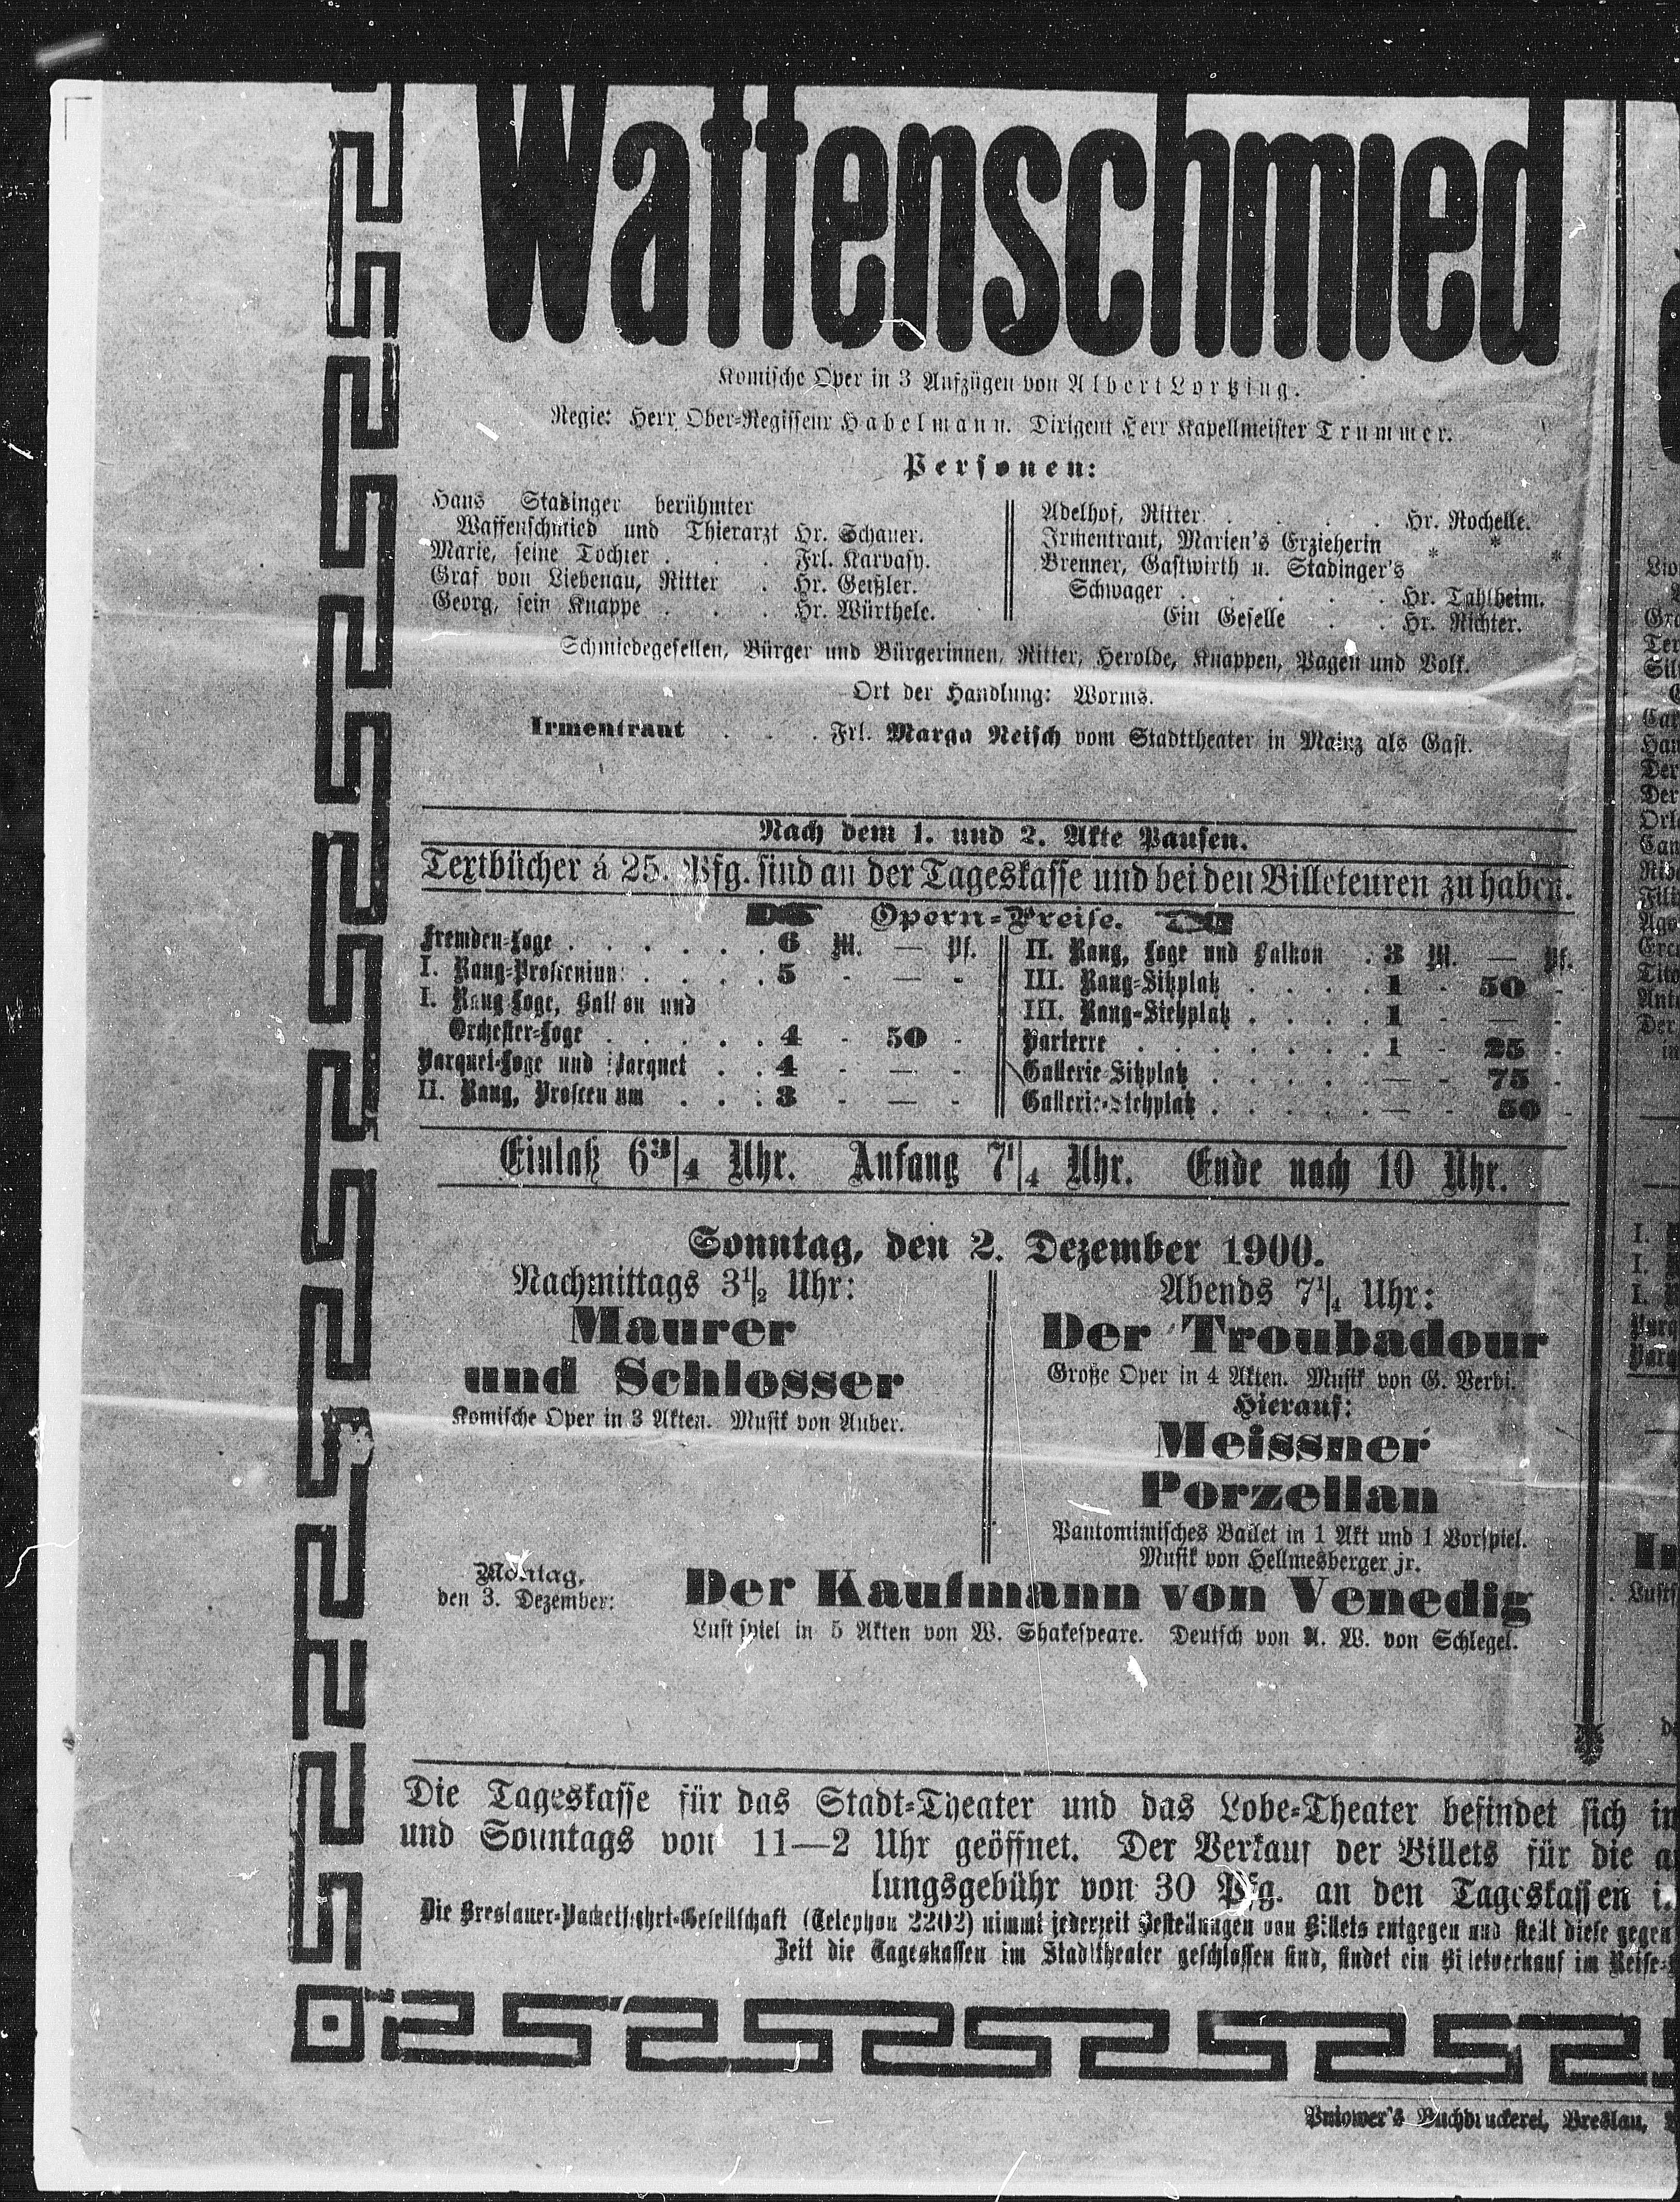 Waffenschmied
Komische Oper in 3 Aufzügen von Albert Lortzing.
Regie: Herr Ober-Regisseur Habelmann. Dirigent Herr Kapellmeister Trummer.
Personen:
Hans Stadinger berühmter
Waffenschmied und Thierarzt Hr. Schauer.
Marie, seine Tochter . . . Frl. Karvasy.
Graf von Liebenau, Ritter . Hr. Geißler.
Georg, sein Knappe . . . Hr. Würthele.
Adelhof, Ritter . . . . . Hr. Rochelle.
Irmentraut, Marien's Erzieherin * * *
Brenner, Gastwirth u. Stadinger's
Schwager . . . . . Hr. Tahlheim.
Ein Geselle . . Hr. Richter.
Schmiedegesellen, Bürger und Bürgerinnen, Ritter, Herolde, Knappen, Pagen und Volk.
Ort der Handlung: Worms.
Irmentraut . . . Frl. Marga Neisch vom Stadttheater in Mainz als Gast.
Nach dem 1. und 2. Akte Pausen.
Textbücher á 25. Pfg. sind an der Tageskasse und bei den Billeteuren zu haben.
Opern-Preise.
Fremden-Loge . . . . . . 6 M. — Pf.
I. Rang-Proscenium . . . . 5 - — -
I. Rang Loge, Balkon und
Orchester-Loge . . . . . 4 - 50 -
Parquet-Loge und Parquet . . 4 - — -
II. Rang, Proscenium . . . 3 - — -
II. Rang, Loge und Balkon . 3 M. — Pf.
III. Rang-Sitzplatz . . . . 1 - 50 -
III. Rang-Stehplatz . . . . 1 - — -
Parterre . . . . . . . 1 - 25 -
Gallerie-Sitzplatz . . . . . — - 75 -
Gallerie-Stehplatz . . . . . — - 50 -
Einlaß 6 3/4 Uhr. Anfang 7 1/4 Uhr. Ende nach 10 Uhr.
Sonntag, den 2. Dezember 1900.
Nachmittags 3 1/2 Uhr:
Maurer
und Schlosser
Komische Oper in 3 Akten. Musik von Auber.
Abends 7 1/4 Uhr:
Der Troubadour
Große Oper in 4 Akten. Musik von G. Verdi.
Hierauf:
Meissner
Porzellan
Pantomimisches Ballet in 1 Akt und 1 Vorspiel.
Musik von Hellmesberger jr.
Montag,
den 3. Dezember:
Der Kaufmann von Venedig
Lustspiel in 5 Akten von W. Shakespeare. Deutsch von A. W. von Schlegel.
Die Tageskasse für das Stadt-Theater und das Lobe-Theater befindet sich
und Sonntags von 11—2 Uhr geöffnet. Der Verkauf der Billets für die
lungsgebühr von 30 Pfg. an den Tageskassen
Die Breslauer-Packetfahrt-Gesellschaft (Telephon 2202) nimmt jederzeit Bestellungen von Billets entgegen und stellt diese gegen
Zeit die Tageskassen im Stadttheater geschlossen sind, findet ein Billetverkauf im Reise-
Pniower's Buchdruckerei, Breslau,